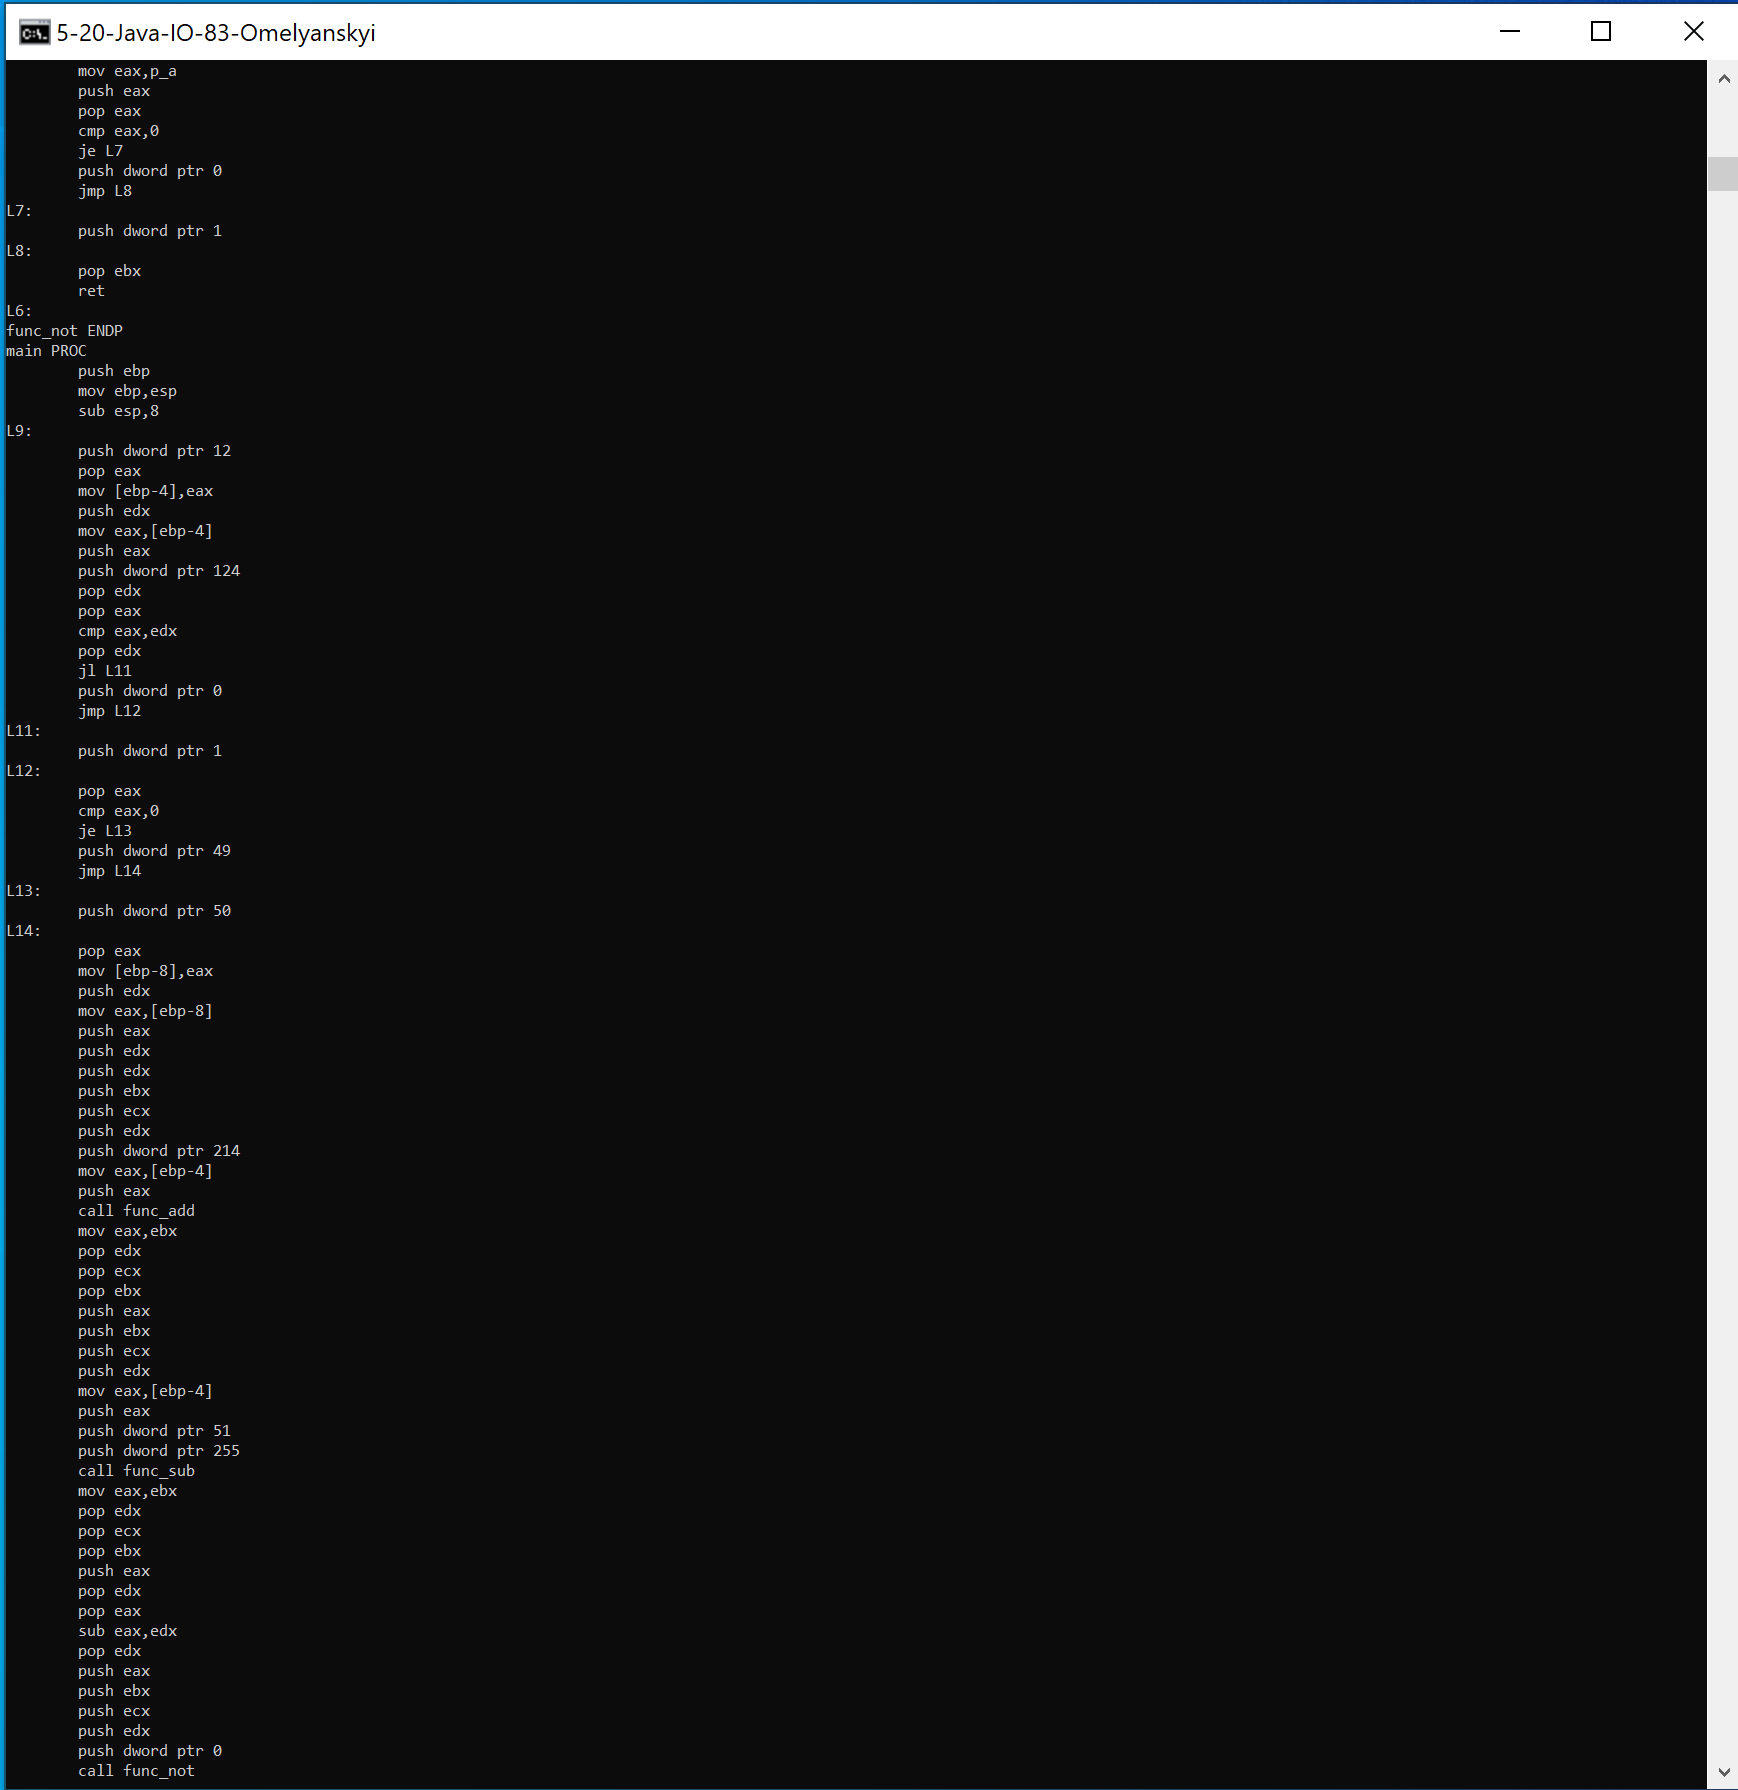 5-20-Java-IO-83-Omelyanskyi
mov eax,p_a
push eax
pop eax
cmp eax,0
je L7
push dword ptr 0
jmp L8
L7:
push dword ptr 1
L8:
pop ebx
ret
L6:
func_not ENDP
main PROC
push ebp
mov ebp,esp
sub esp,8
L9:
push dword ptr 12
pop eax
mov [ebp-4],eax
push edx
mov eax,[ebp-4]
push eax
push dword ptr 124
pop edx
pop eax
cmp eax,edx
pop edx
jl L11
push dword ptr 0
jmp L12
L11:
push dword ptr 1
L12:
pop eax
cmp eax,0
je L13
push dword ptr 49
jmp L14
L13:
push dword ptr 50
L14:
pop eax
mov [ebp-8],eax
push edx
mov eax,[ebp-8]
push eax
push edx
push edx
push ebx
push ecx
push edx
push dword ptr 214
mov eax,[ebp-4]
push eax
call func_add
mov eax,ebx
pop edx
pop ecx
pop ebx
push eax
push ebx
push ecx
push edx
mov eax,[ebp-4]
push eax
push dword ptr 51
push dword ptr 255
call func_sub
mov eax,ebx
pop edx
pop ecx
pop ebx
push eax
pop edx
pop eax
sub eax,edx
pop edx
push eax
push ebx
push ecx
push edx
push dword ptr 0
call func_not